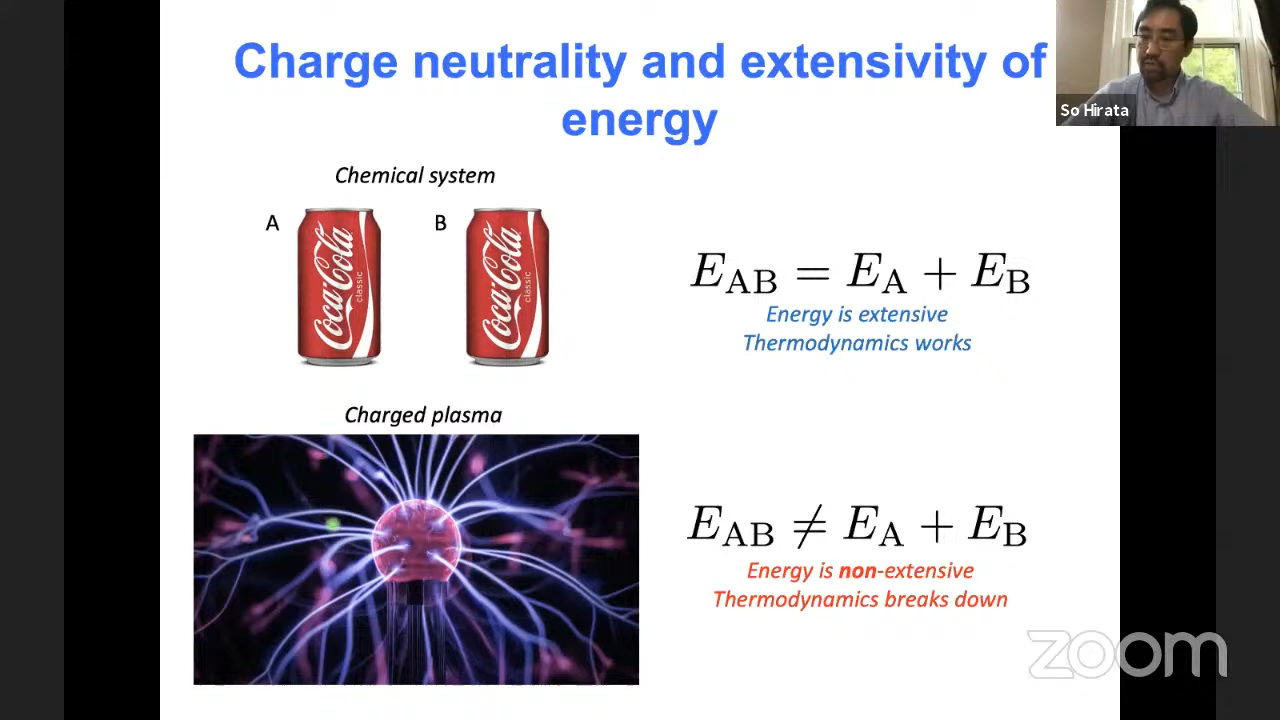 Charge neutrality and extensivity of
energy
So Hirata
Chemical system
A
B
Coca-Cola
classic
Coca-Cola
classic
E_AB = E_A + E_B
Energy is extensive
Thermodynamics works
Charged plasma
E_AB ≠ E_A + E_B
Energy is non-extensive
Thermodynamics breaks down
zoom